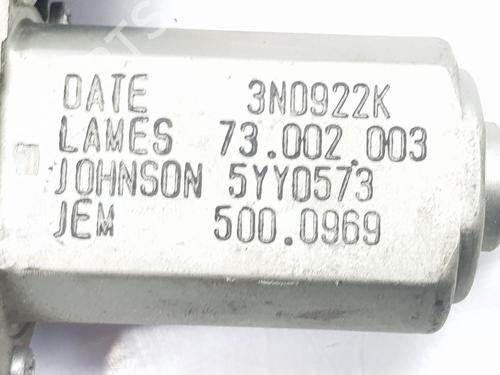 DATE 3N0922K
LAMES 73.002.003
JOHNSON 5YY0573
JEM 500.0969